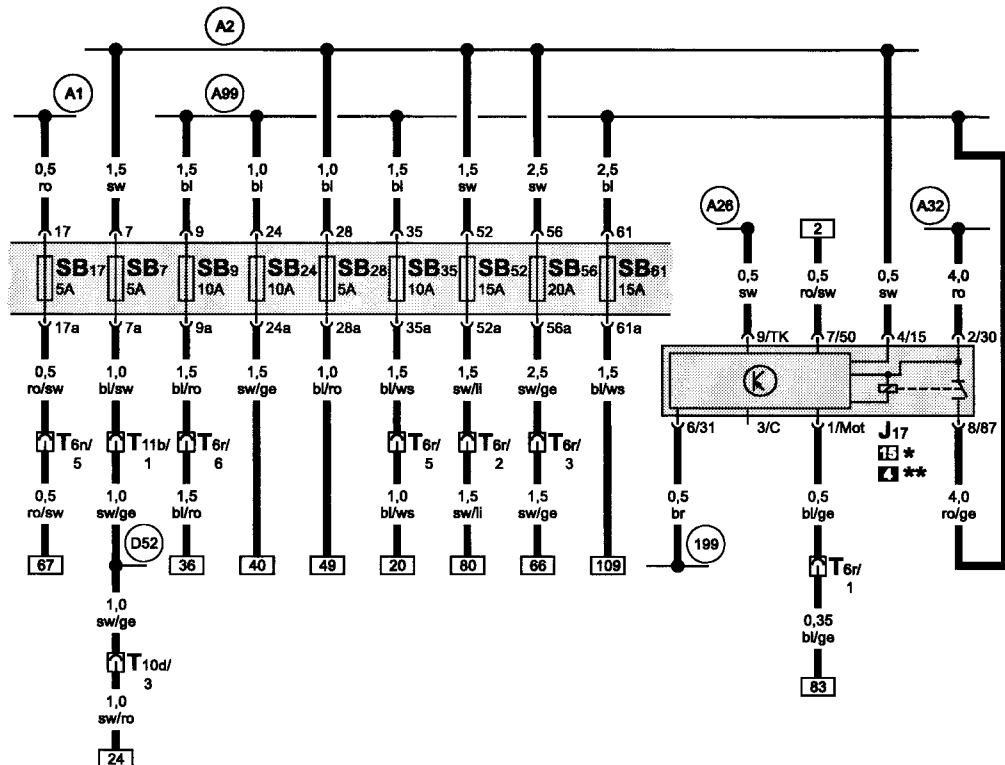 A2
A1 A99
0,5 1,5 1,5 1,0 1,0 1,5 1,5 2,5 2,5
ro sw bl bl bl bl sw sw bl
A26 2 A32
17 7 9 24 28 35 52 56 61
SB17 SB7 SB9 SB24 SB28 SB35 SB52 SB56 SB61
5A 5A 10A 10A 5A 10A 15A 20A 15A
0,5 0,5 0,5 4,0
sw ro/sw sw ro
17a 7a 9a 24a 28a 35a 52a 56a 61a
9/TK 7/50 4/15 2/30
0,5 1,0 1,5 1,5 1,0 1,5 1,5 2,5 1,5
ro/sw bl/sw bl/ro sw/ge bl/ro bl/ws sw/li sw/ge bl/ws
K
6/31 3/C 1/Mot J17 8/87
15 *
4 **
T6n/ T11b/ T6r/ T6r/ T6r/ T6r/
5 1 6 5 2 3
0,5 1,0 1,5 1,0 1,5 1,5
ro/sw sw/ge bl/ro bl/ws sw/li sw/ge
0,5 0,5 4,0
br bl/ge ro/ge
D52 199
67 36 40 49 20 80 66 109
T6r/
1
1,0
sw/ge
0,35
bl/ge
T10d/
3
83
1,0
sw/ro
24